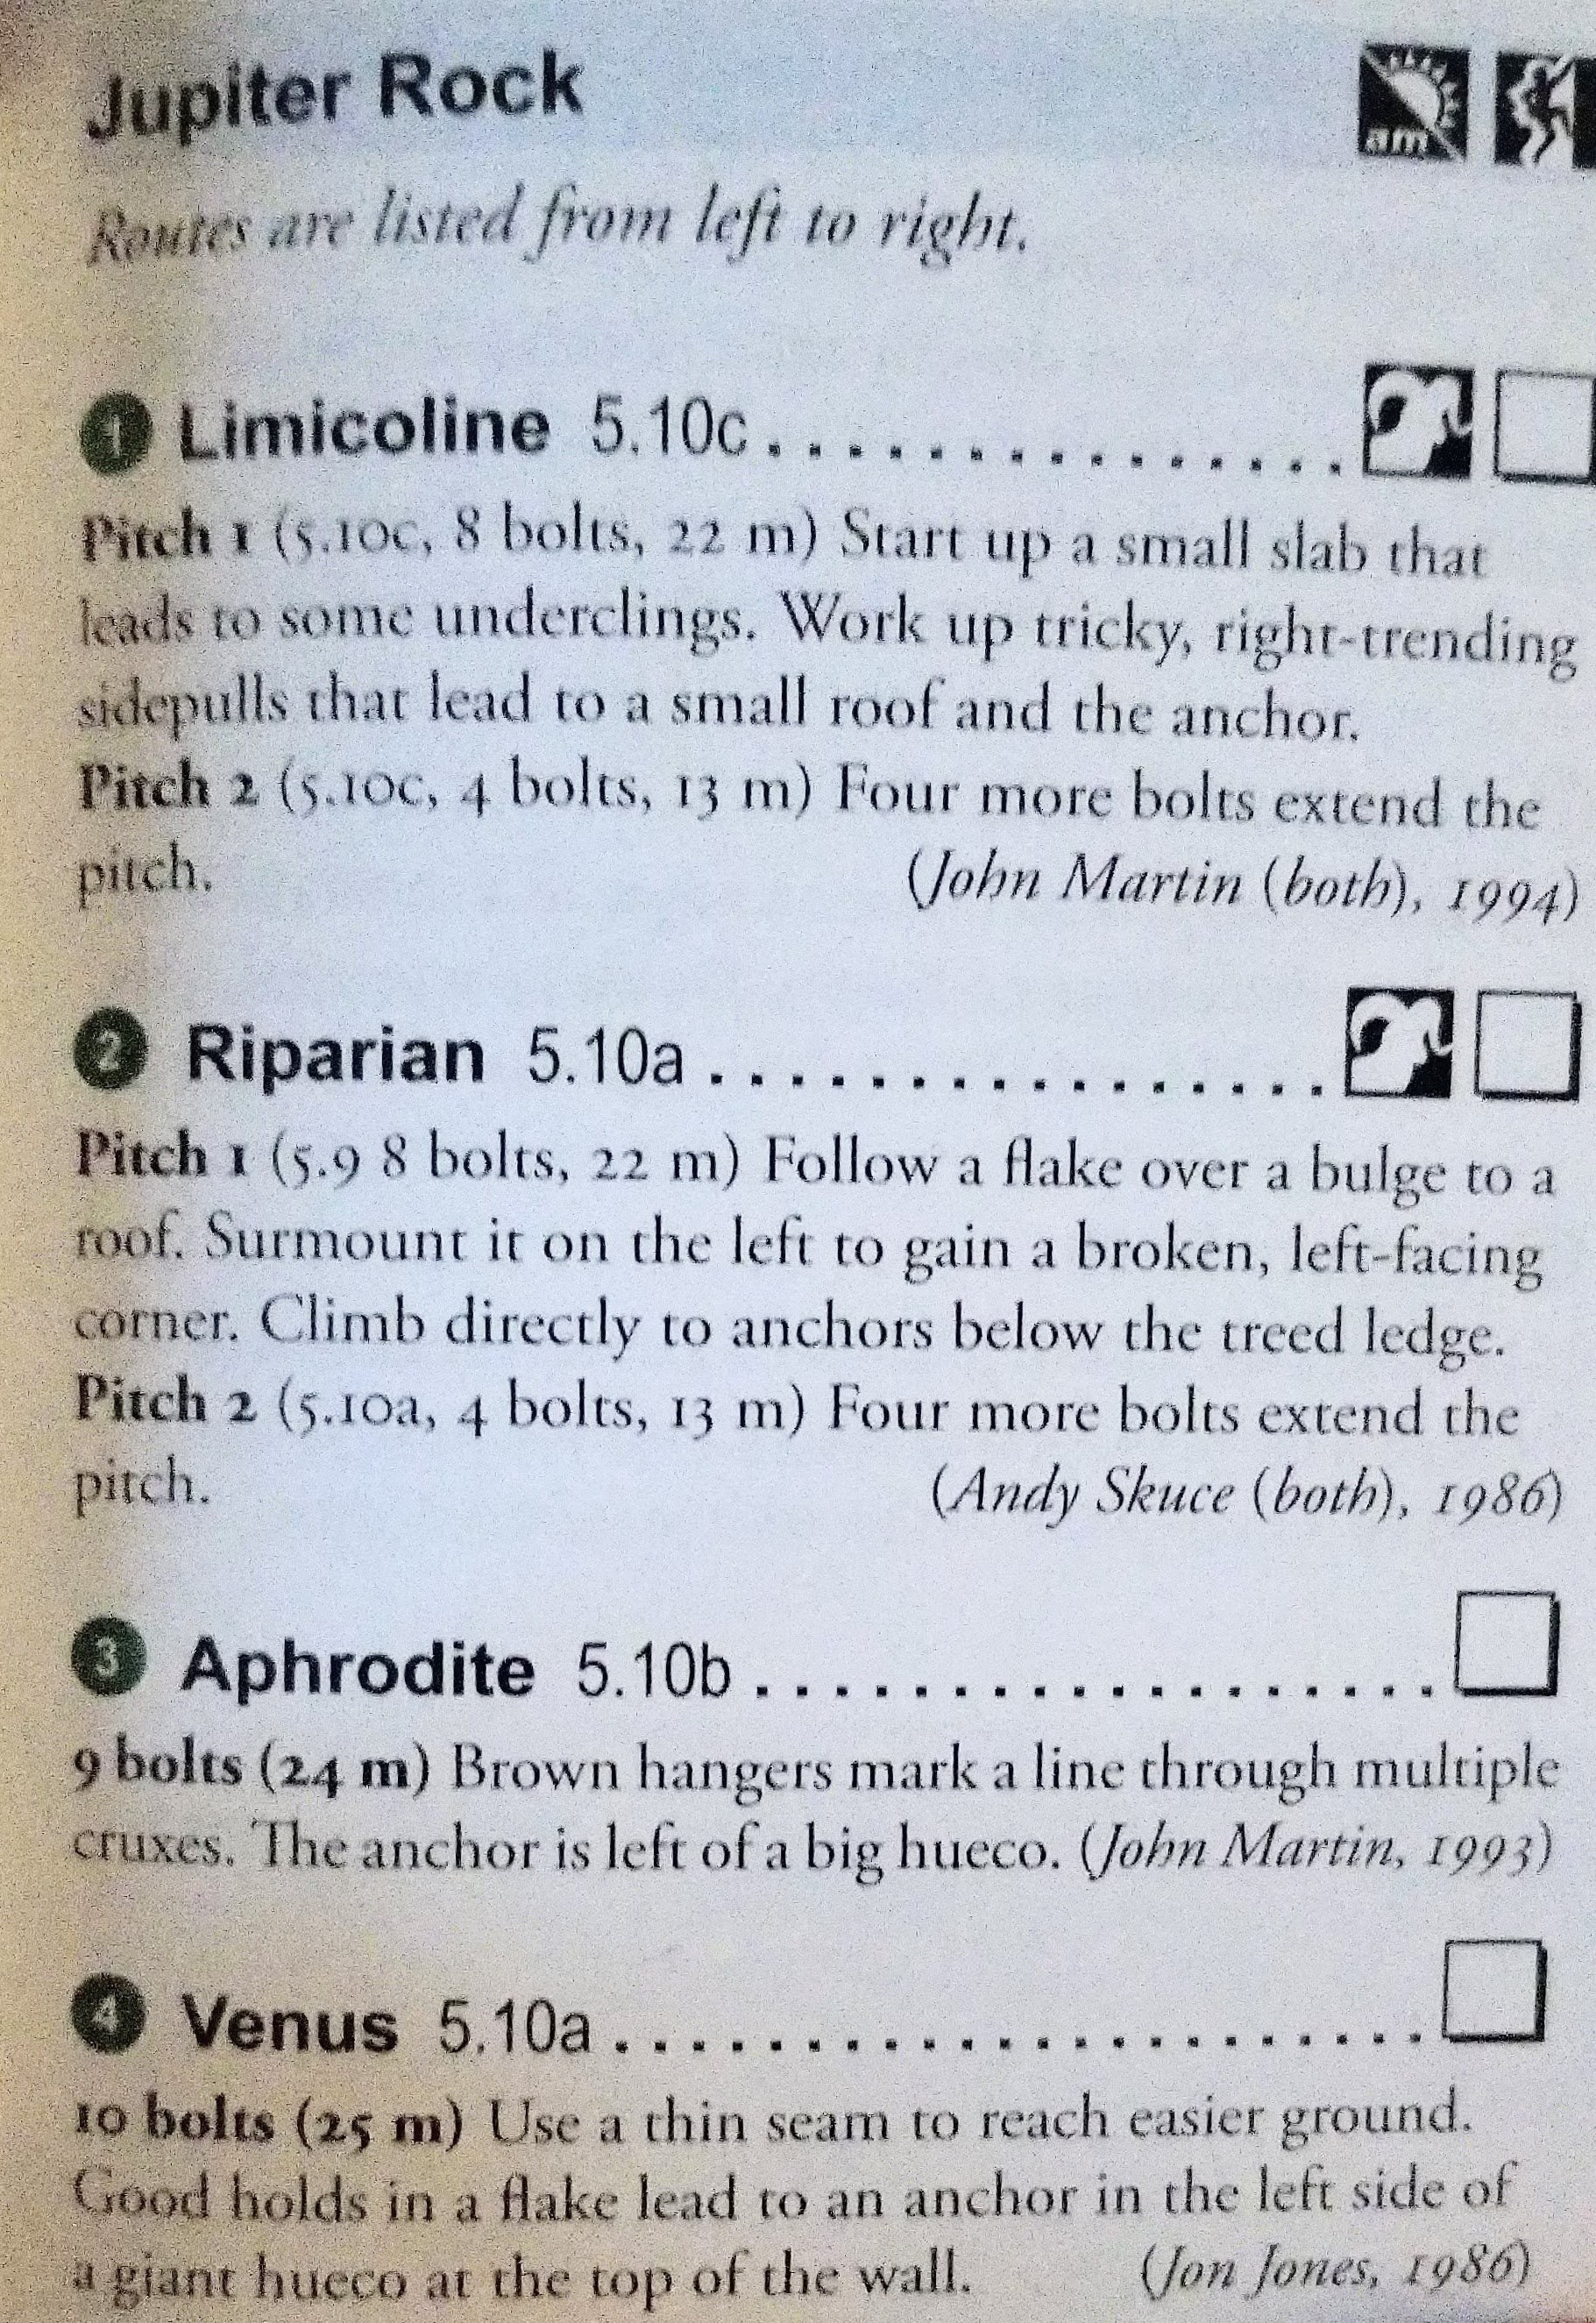 Jupiter Rock
am
Routes are listed from left to right.
1 Limicoline 5.10c................
Pitch 1 (5.10c, 8 bolts, 22 m) Start up a small slab that
leads to some underclings. Work up tricky, right-trending
sidepulls that lead to a small roof and the anchor.
Pitch 2 (5.10c, 4 bolts, 13 m) Four more bolts extend the
pitch. (John Martin (both), 1994)
2 Riparian 5.10a................
Pitch 1 (5.9 8 bolts, 22 m) Follow a flake over a bulge to a
roof. Surmount it on the left to gain a broken, left-facing
corner. Climb directly to anchors below the treed ledge.
Pitch 2 (5.10a, 4 bolts, 13 m) Four more bolts extend the
pitch. (Andy Skuce (both), 1986)
3 Aphrodite 5.10b..................
9 bolts (24 m) Brown hangers mark a line through multiple
cruxes. The anchor is left of a big hueco. (John Martin, 1993)
4 Venus 5.10a......................
10 bolts (25 m) Use a thin seam to reach easier ground.
Good holds in a flake lead to an anchor in the left side of
a giant hueco at the top of the wall. (Jon Jones, 1986)